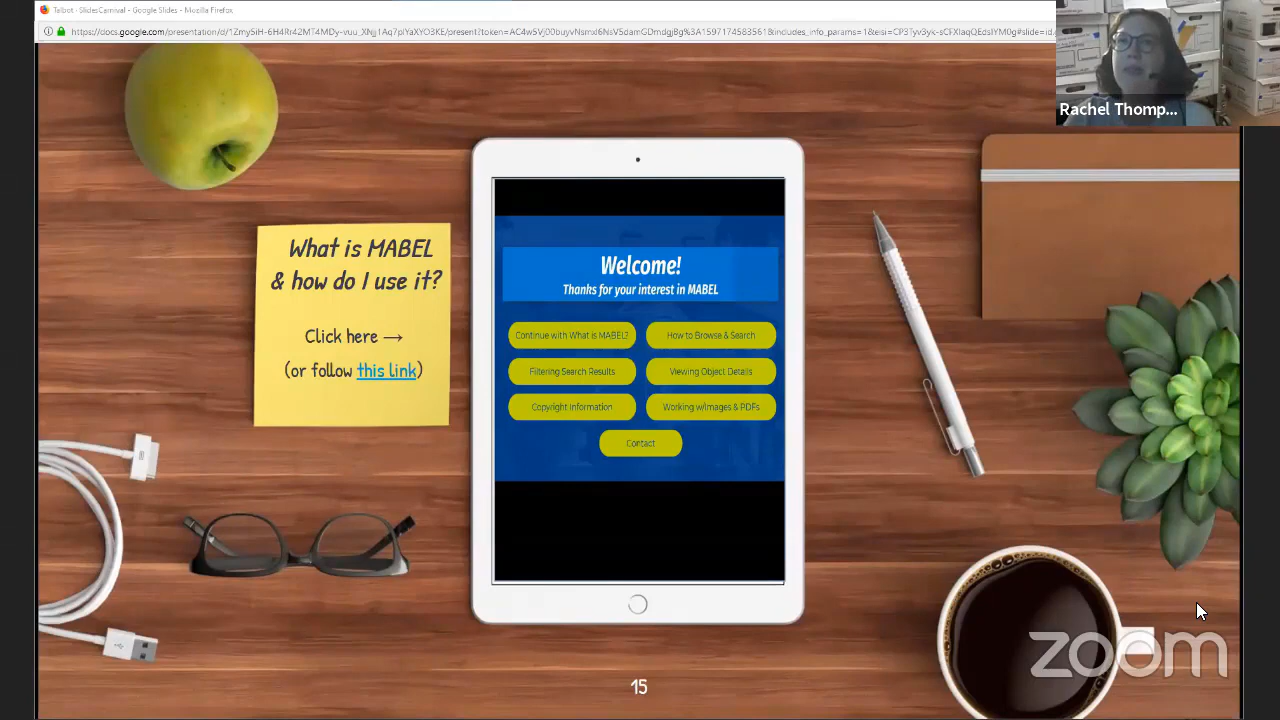 Talbot · SlidesCarnival - Google Slides - Mozilla Firefox
Rachel Thomp...
What is MABEL
& how do I use it?
Click here →
(or follow this link)
Welcome!
Thanks for your interest in MABEL
Continue with What is MABEL?
How to Browse & Search
Filtering Search Results
Viewing Object Details
Copyright Information
Working w/Images & PDFs
Contact
zoom
15